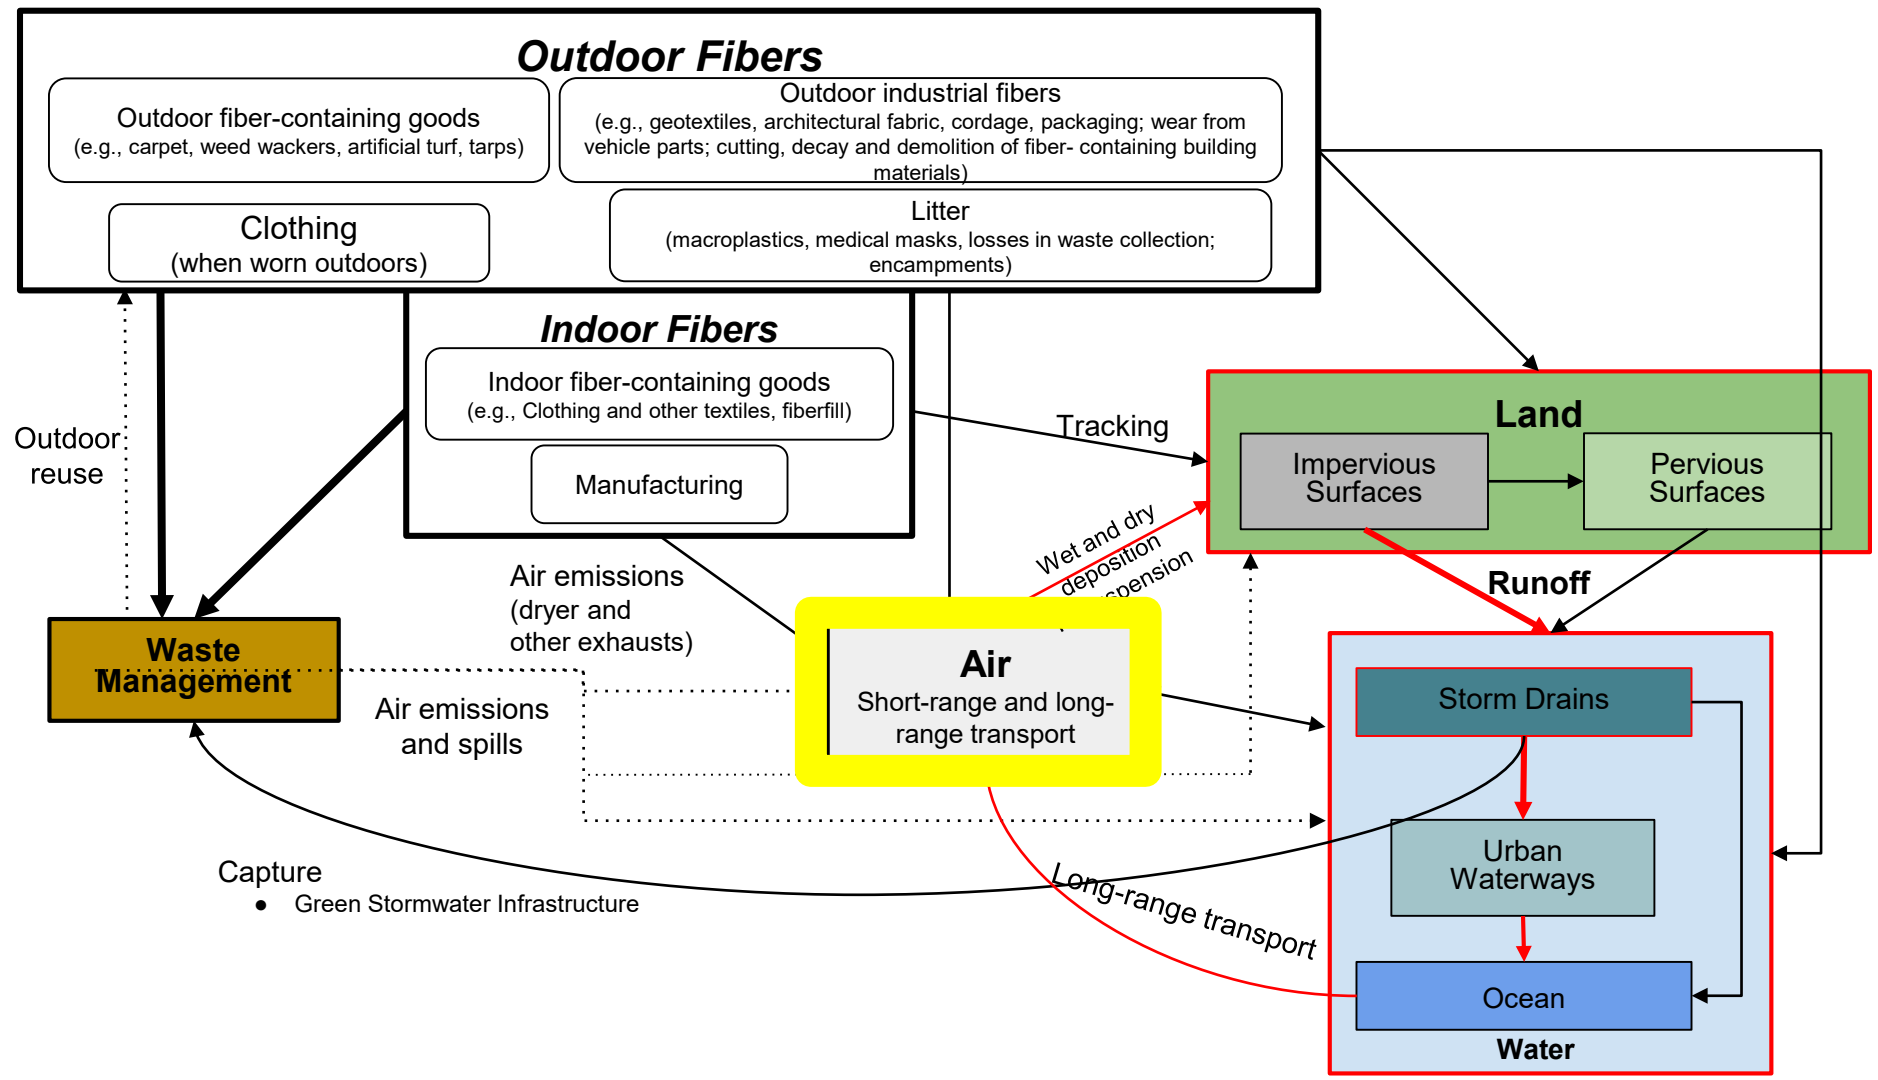 Outdoor Fibers
Outdoor fiber-containing goods
(e.g., carpet, weed wackers, artificial turf, tarps)
Outdoor industrial fibers
(e.g., geotextiles, architectural fabric, cordage, packaging; wear from
vehicle parts; cutting, decay and demolition of fiber- containing building
materials)
Clothing
(when worn outdoors)
Litter
(macroplastics, medical masks, losses in waste collection;
encampments)
Indoor Fibers
Indoor fiber-containing goods
(e.g., Clothing and other textiles, fiberfill)
Manufacturing
Outdoor
reuse
Tracking
Land
Impervious
Surfaces
Pervious
Surfaces
Wet and dry
deposition
Runoff
Air emissions
(dryer and
other exhausts)
Waste
Management
Air emissions
and spills
Air
Short-range and long-
range transport
Storm Drains
Urban
Waterways
Ocean
Water
Long-range transport
Capture
● Green Stormwater Infrastructure